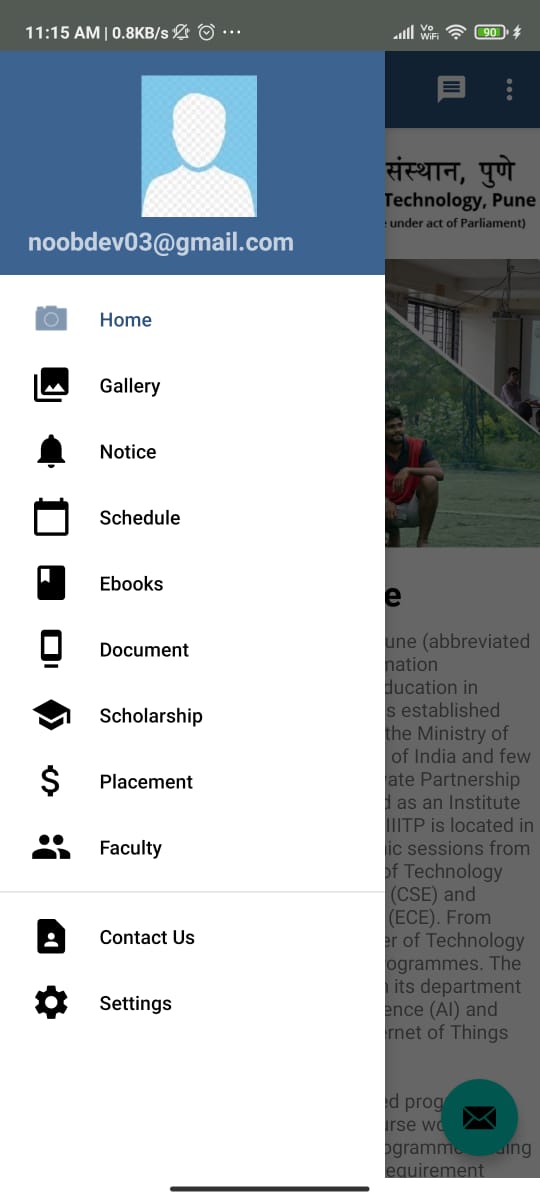 11:15 AM | 0.8KB/s ...
Vo
WiFi
90
noobdev03@gmail.com
Home
Gallery
Notice
Schedule
Ebooks
Document
Scholarship
Placement
Faculty
Contact Us
Settings
संस्थान, पुणे
Technology, Pune
under act of Parliament)
e
une (abbreviated
nation
ducation in
s established
the Ministry of
of India and few
ate Partnership
d as an Institute
IIITP is located in
ic sessions from
of Technology
(CSE) and
(ECE). From
er of Technology
ogrammes. The
its department
ence (AI) and
rnet of Things
ed prog
urse wo
ogramme ing
equirement